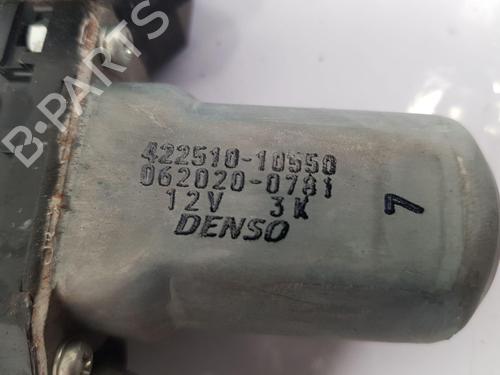 B-PARTS
422510-10550
062020-0781
12V 3K
7
DENSO